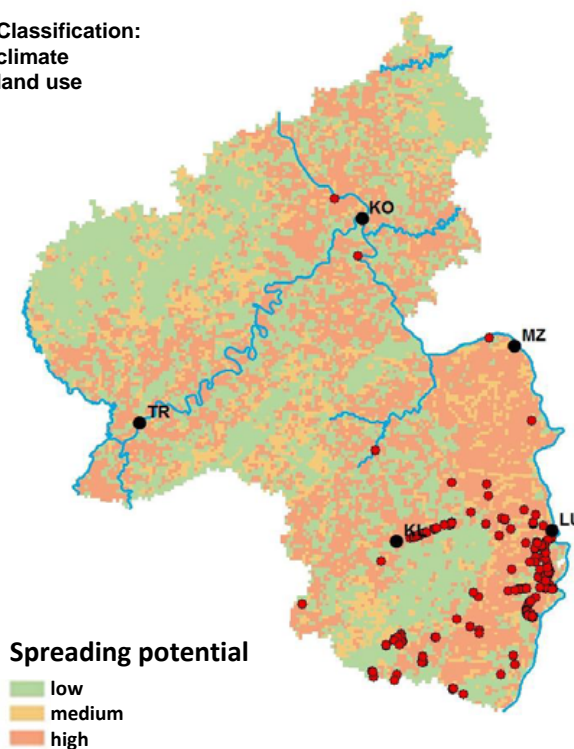 Classification:
climate
land use
KO
MZ
TR
LU
KL
Spreading potential
low
medium
high